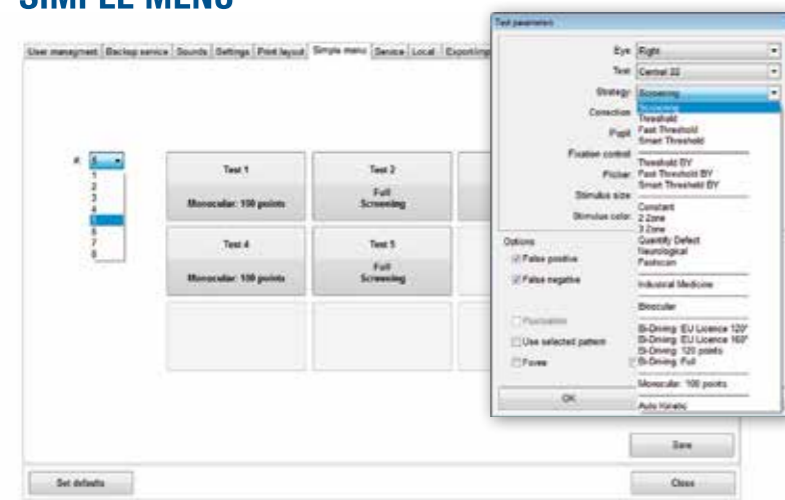 SIMPLE MENU
User managment Backup service Sounds Settings Print layout Simple menu Service Local
#: 5
1
2
3
4
5
6
7
8
Test 1
Monocular: 100 points
Test 2
Full
Screening
Test 4
Monocular: 100 points
Test 5
Full
Screening
Save
Set defaults
Close
Test parameters
Eye: Right
Test: Central 22
Strategy: Screening
Correction
Pupil
Fixation control
Stimulus size
Stimulus color
Screening
Threshold
Fast Threshold
Smart Threshold
Threshold BY
Fast Threshold BY
Smart Threshold BY
Constant
2 Zone
3 Zone
Quantify Defect
Neurological
Fastscan
Industrial Medicine
Binocular
Bi-Driving: EU Licence 120°
Bi-Driving: EU Licence 160°
Bi-Driving: 120 points
Bi-Driving: Full
Monocular: 100 points
Auto Kinetic
Options
False positive
False negative
Fluctuation
Use selected pattern
Fovea
OK